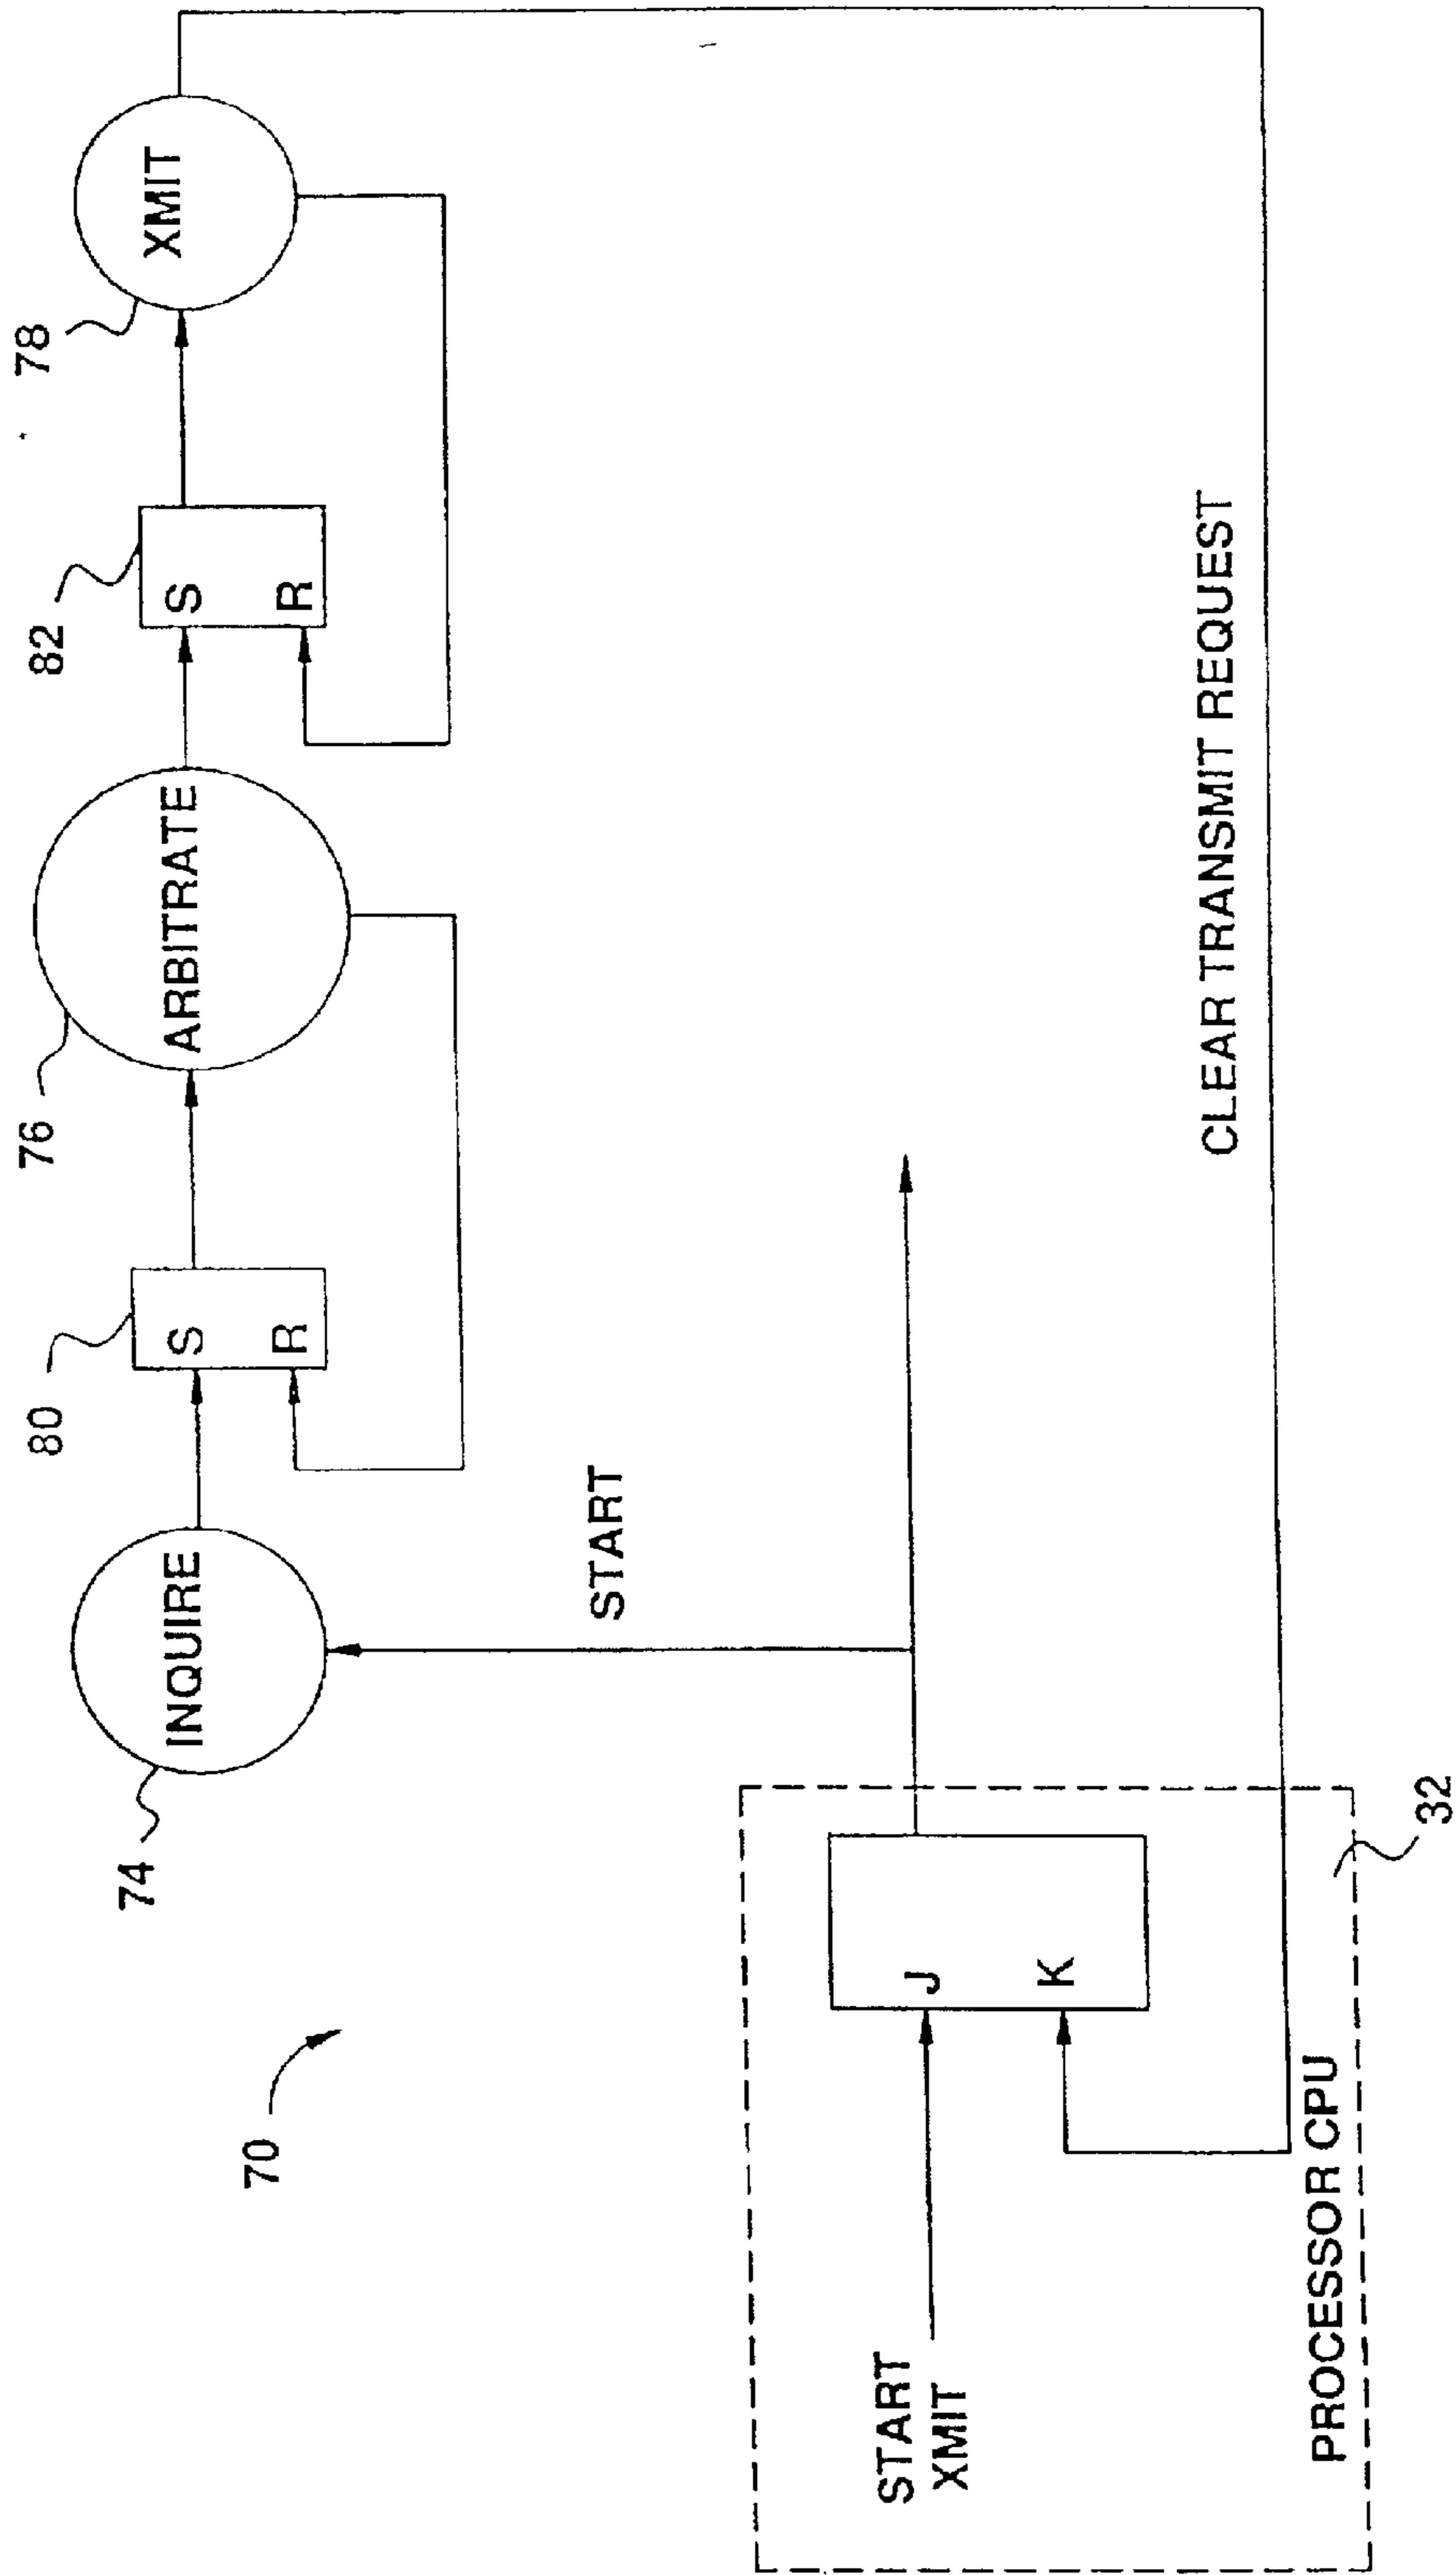 70
74
INQUIRE
80
S
R
76
ARBITRATE
82
S
R
78
XMIT
START
START
XMIT
J
K
PROCESSOR CPU
32
CLEAR TRANSMIT REQUEST